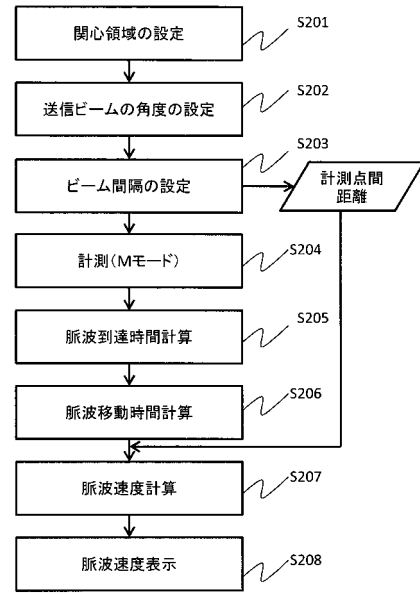 関心領域の設定
S201
送信ビームの角度の設定
S202
ビーム間隔の設定
S203
計測点間
距離
計測(Mモード)
S204
脈波到達時間計算
S205
脈波移動時間計算
S206
脈波速度計算
S207
脈波速度表示
S208